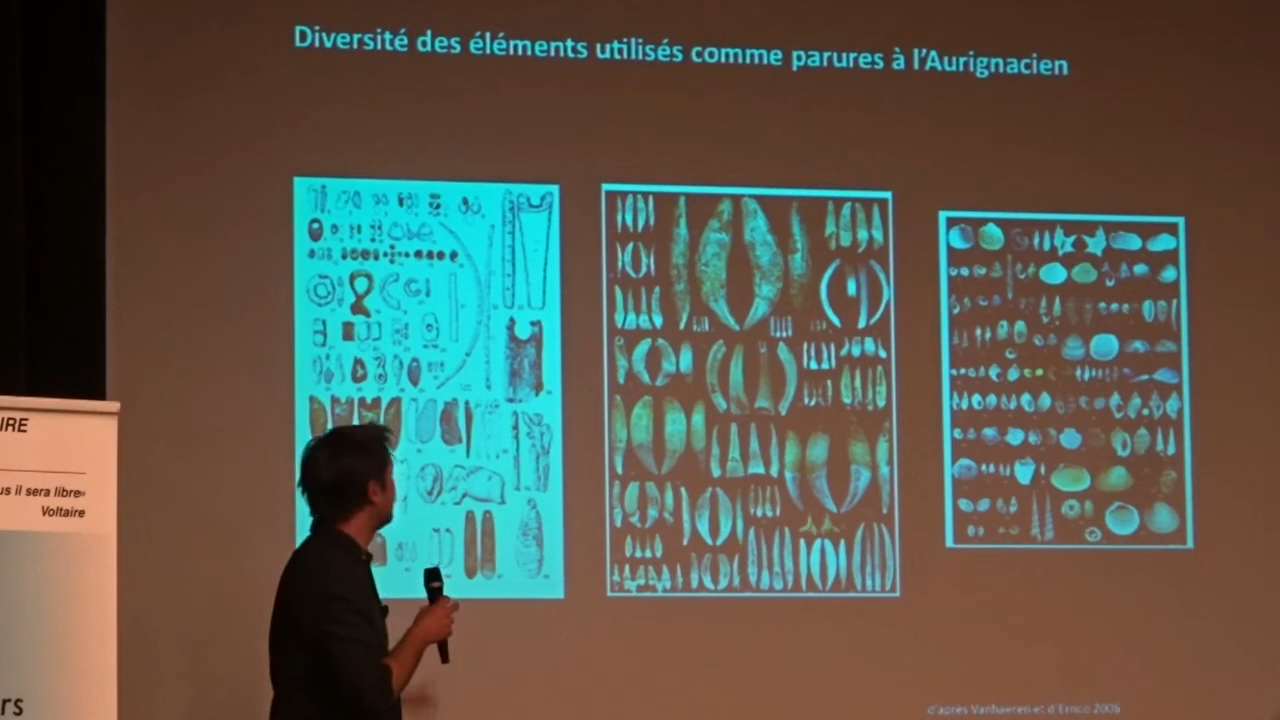 Diversité des éléments utilisés comme parures à l’Aurignacien
IRE
us il sera libre»
Voltaire
rs
d'après Vanhaeren et d'Errico 2006